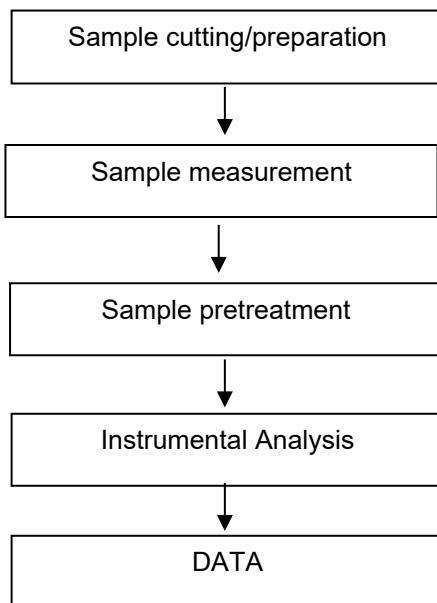 Sample cutting/preparation
Sample measurement
Sample pretreatment
Instrumental Analysis
DATA